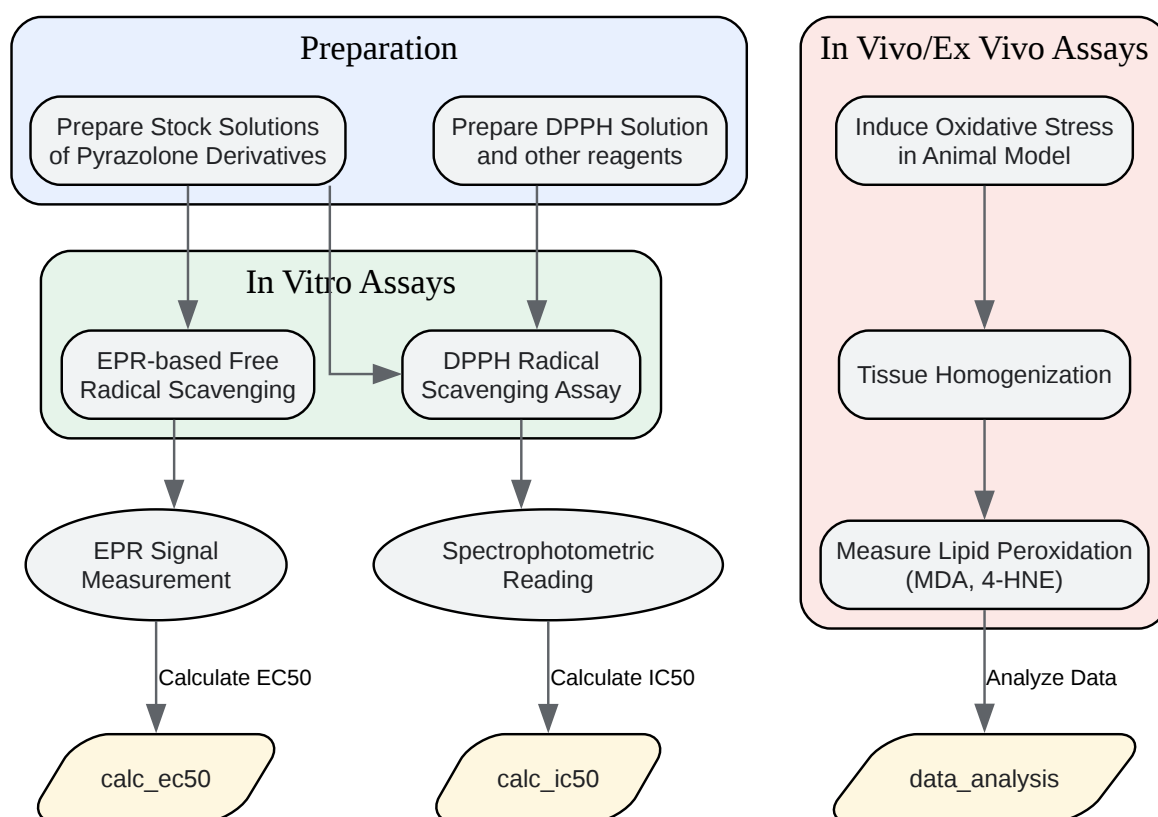 Preparation
Prepare Stock Solutions
of Pyrazolone Derivatives
Prepare DPPH Solution
and other reagents
In Vitro Assays
EPR-based Free
Radical Scavenging
DPPH Radical
Scavenging Assay
EPR Signal
Measurement
Spectrophotometric
Reading
Calculate EC50
Calculate IC50
calc_ec50
calc_ic50
In Vivo/Ex Vivo Assays
Induce Oxidative Stress
in Animal Model
Tissue Homogenization
Measure Lipid Peroxidation
(MDA, 4-HNE)
Analyze Data
data_analysis